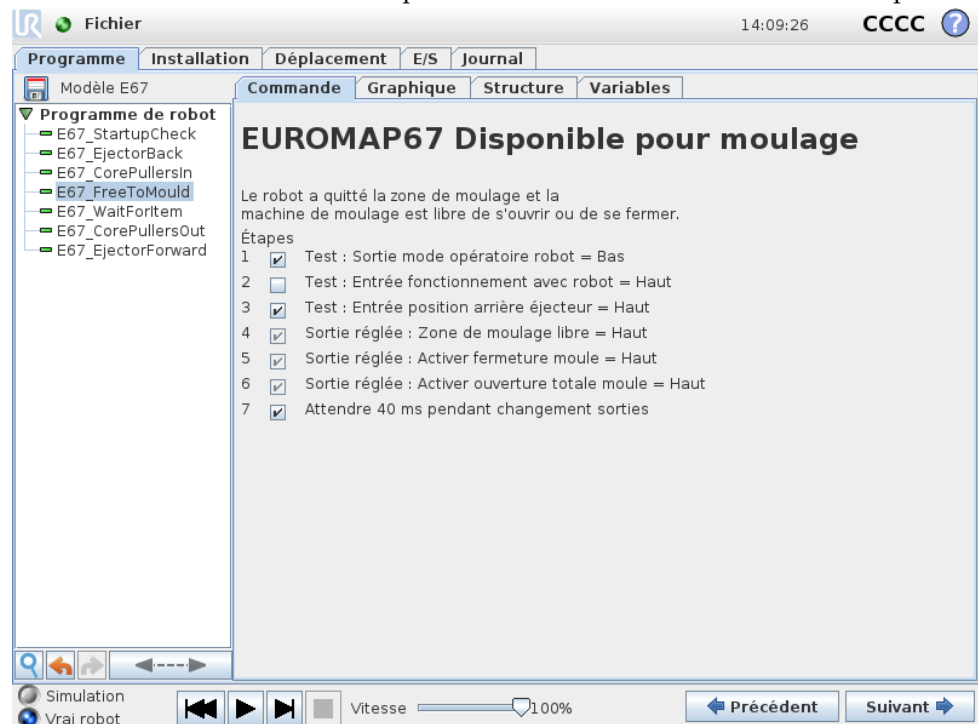 UR Fichier 14:09:26 CCCC ?
Programme Installation Déplacement E/S Journal
Modèle E67 Commande Graphique Structure Variables
Programme de robot
E67_StartupCheck
E67_EjectorBack
E67_CorePullersIn
E67_FreeToMould
E67_WaitForItem
E67_CorePullersOut
E67_EjectorForward
EUROMAP67 Disponible pour moulage
Le robot a quitté la zone de moulage et la
machine de moulage est libre de s'ouvrir ou de se fermer.
Étapes
1 Test : Sortie mode opératoire robot = Bas
2 Test : Entrée fonctionnement avec robot = Haut
3 Test : Entrée position arrière éjecteur = Haut
4 Sortie réglée : Zone de moulage libre = Haut
5 Sortie réglée : Activer fermeture moule = Haut
6 Sortie réglée : Activer ouverture totale moule = Haut
7 Attendre 40 ms pendant changement sorties
Simulation
Vrai robot
Vitesse 100% Précédent Suivant